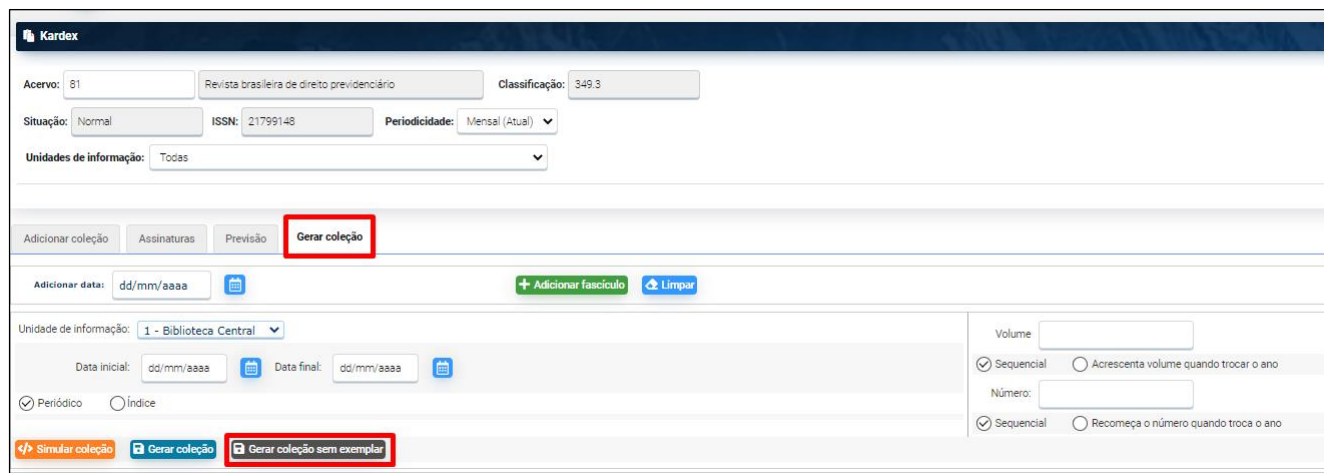 Kardex
Acervo: 81 Revista brasileira de direito previdenciário Classificação: 349.3
Situação: Normal ISSN: 21799148 Periodicidade: Mensal (Atual)
Unidades de informação: Todas
Adicionar coleção Assinaturas Previsão Gerar coleção
Adicionar data: dd/mm/aaaa + Adicionar fascículo Limpar
Unidade de informação: 1 - Biblioteca Central
Volume
Data inicial: dd/mm/aaaa Data final: dd/mm/aaaa
Sequencial Acrescenta volume quando trocar o ano
Número:
Periódico Índice
Sequencial Recomeça o número quando troca o ano
</> Simular coleção Gerar coleção Gerar coleção sem exemplar